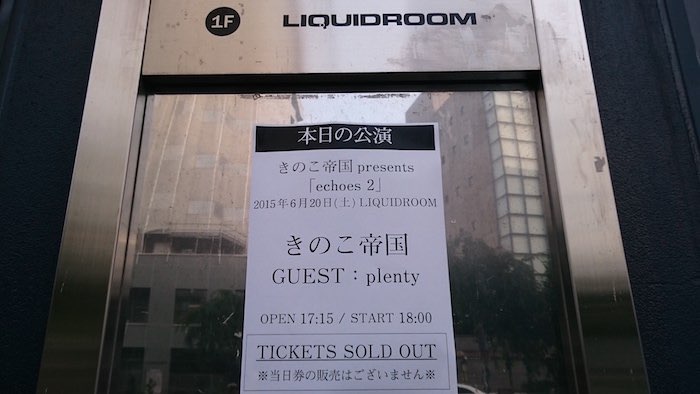 1F LIQUIDROOM
本日の公演
きのこ帝国 presents
「echoes 2」
2015年6月20日(土) LIQUIDROOM
きのこ帝国
GUEST：plenty
OPEN 17:15 / START 18:00
TICKETS SOLD OUT
※当日券の販売はございません※